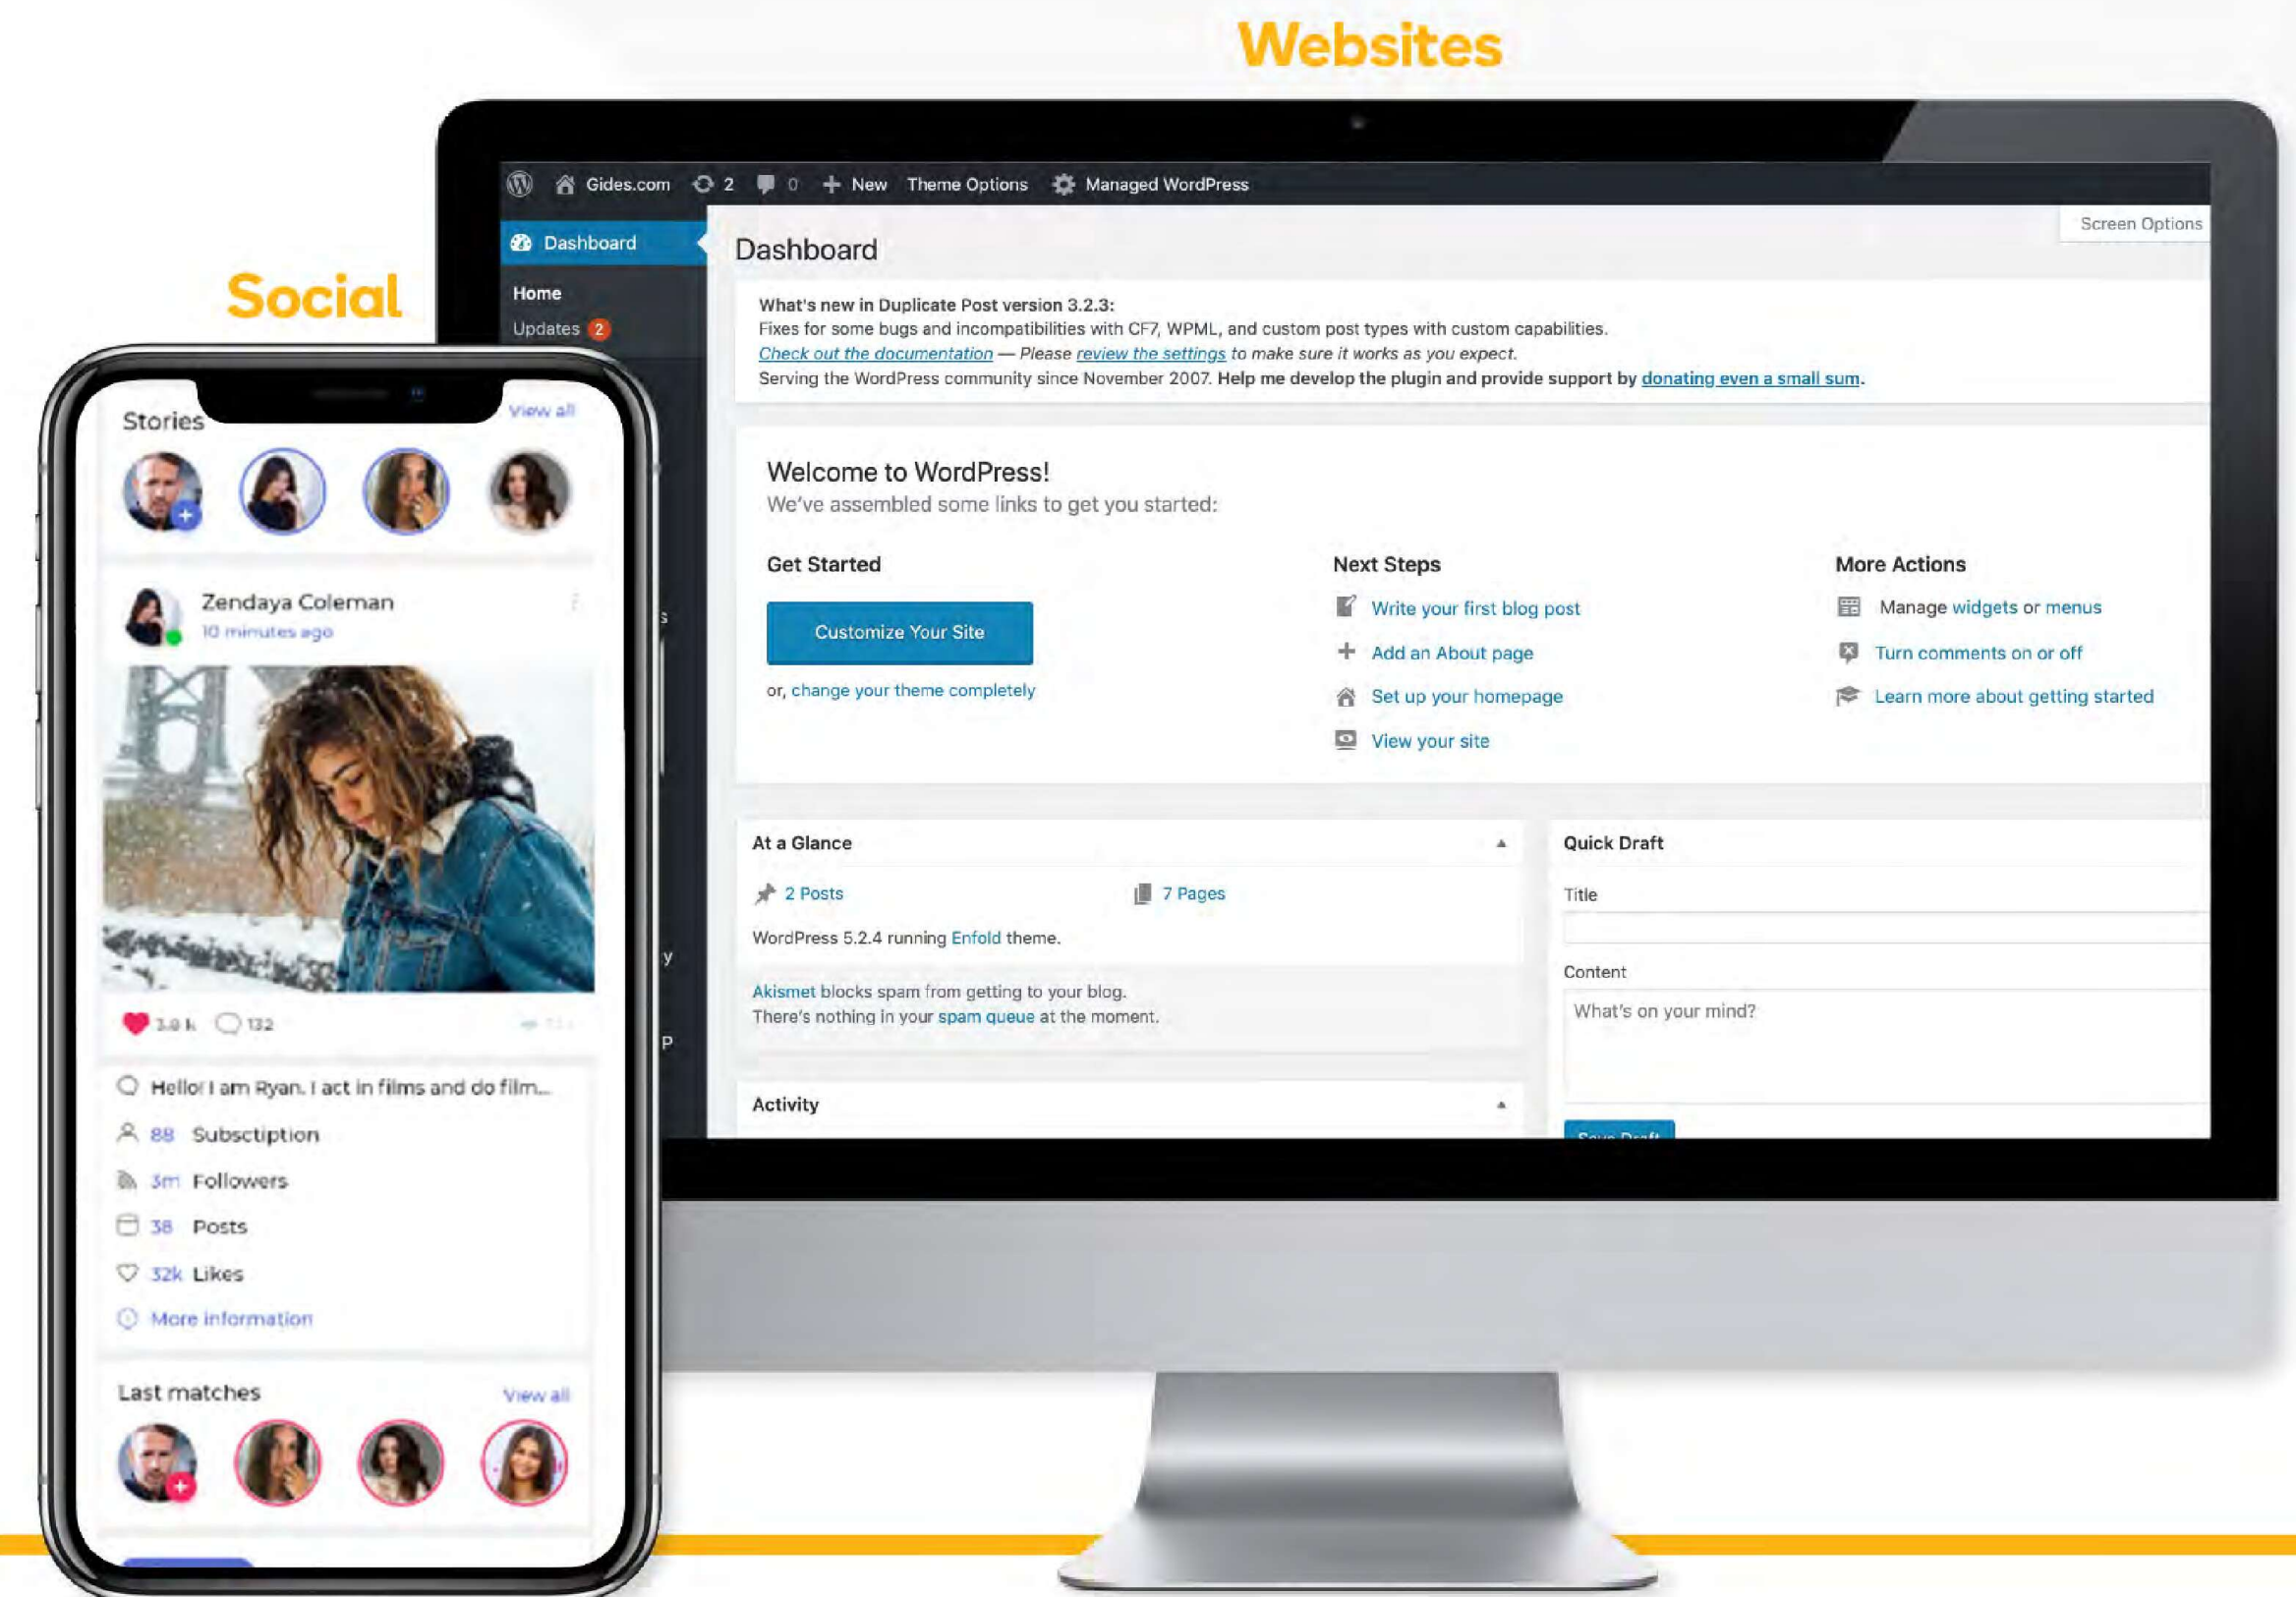 Websites
Social
Gides.com 2 0 New Theme Options Managed WordPress
Screen Options
Dashboard
Home
Updates 2
s
y
P
Dashboard
What's new in Duplicate Post version 3.2.3:
Fixes for some bugs and incompatibilities with CF7, WPML, and custom post types with custom capabilities.
Check out the documentation — Please review the settings to make sure it works as you expect.
Serving the WordPress community since November 2007. Help me develop the plugin and provide support by donating even a small sum.
Welcome to WordPress!
We've assembled some links to get you started:
Get Started
Customize Your Site
or, change your theme completely
Next Steps
Write your first blog post
Add an About page
Set up your homepage
View your site
More Actions
Manage widgets or menus
Turn comments on or off
Learn more about getting started
At a Glance
2 Posts 7 Pages
WordPress 5.2.4 running Enfold theme.
Akismet blocks spam from getting to your blog.
There's nothing in your spam queue at the moment.
Activity
Quick Draft
Title
Content
What's on your mind?
Save Draft
Stories View all
Zendaya Coleman
10 minutes ago
132
Hello! I am Ryan. I act in films and do film...
88 Subsctiption
3m Followers
38 Posts
32k Likes
More information
Last matches View all